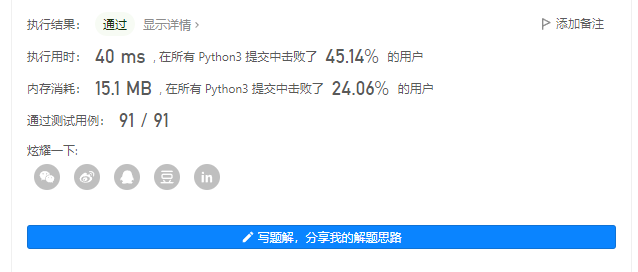 执行结果： 通过 显示详情 › 添加备注
执行用时： 40 ms , 在所有 Python3 提交中击败了 45.14% 的用户
内存消耗： 15.1 MB , 在所有 Python3 提交中击败了 24.06% 的用户
通过测试用例： 91 / 91
炫耀一下:
豆 in
写题解，分享我的解题思路